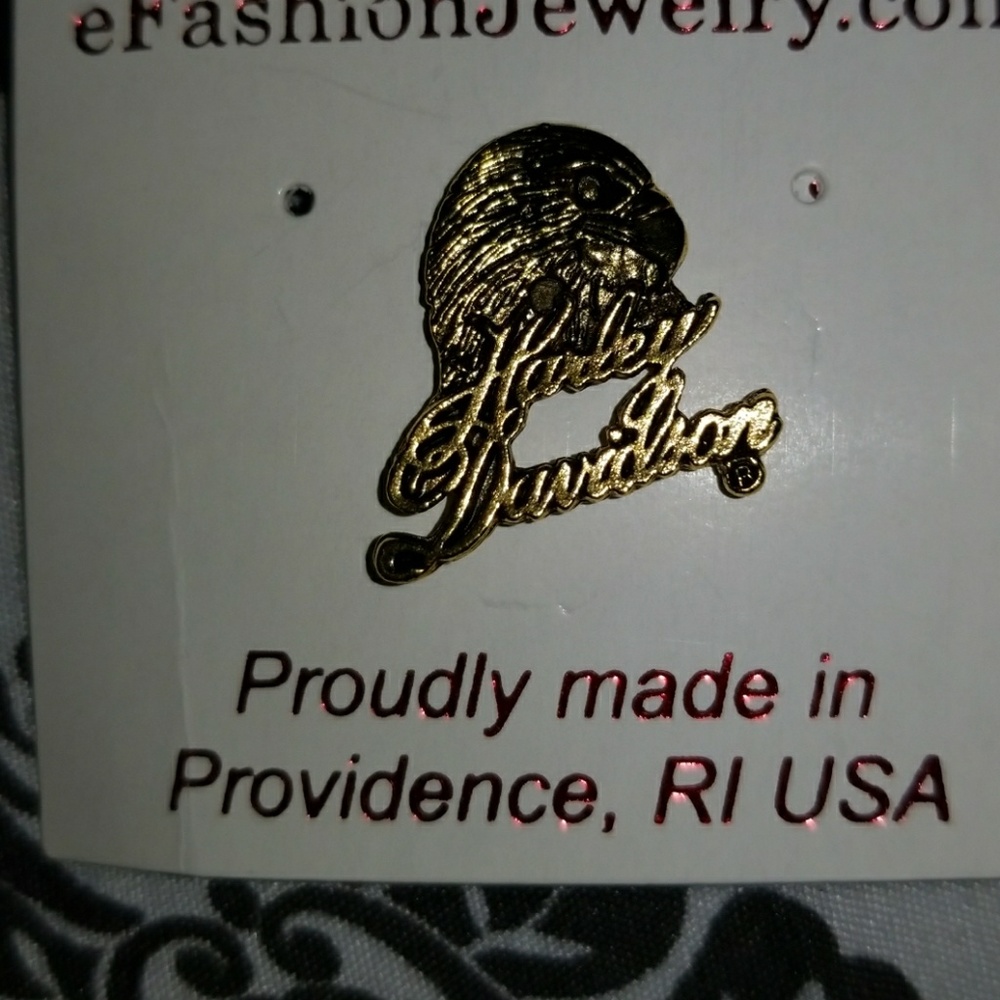 eFashionJewelry.com
Harley
Davidson
®
Proudly made in
Providence, RI USA